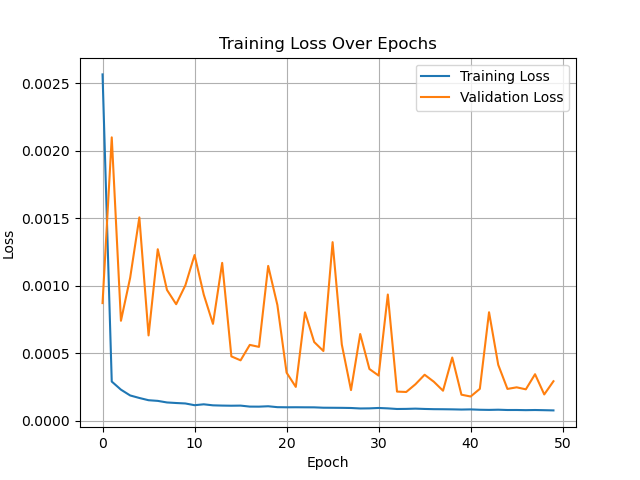 Training Loss Over Epochs
Training Loss
Validation Loss
0.0025
0.0020
0.0015
0.0010
0.0005
0.0000
Loss
0 10 20 30 40 50
Epoch